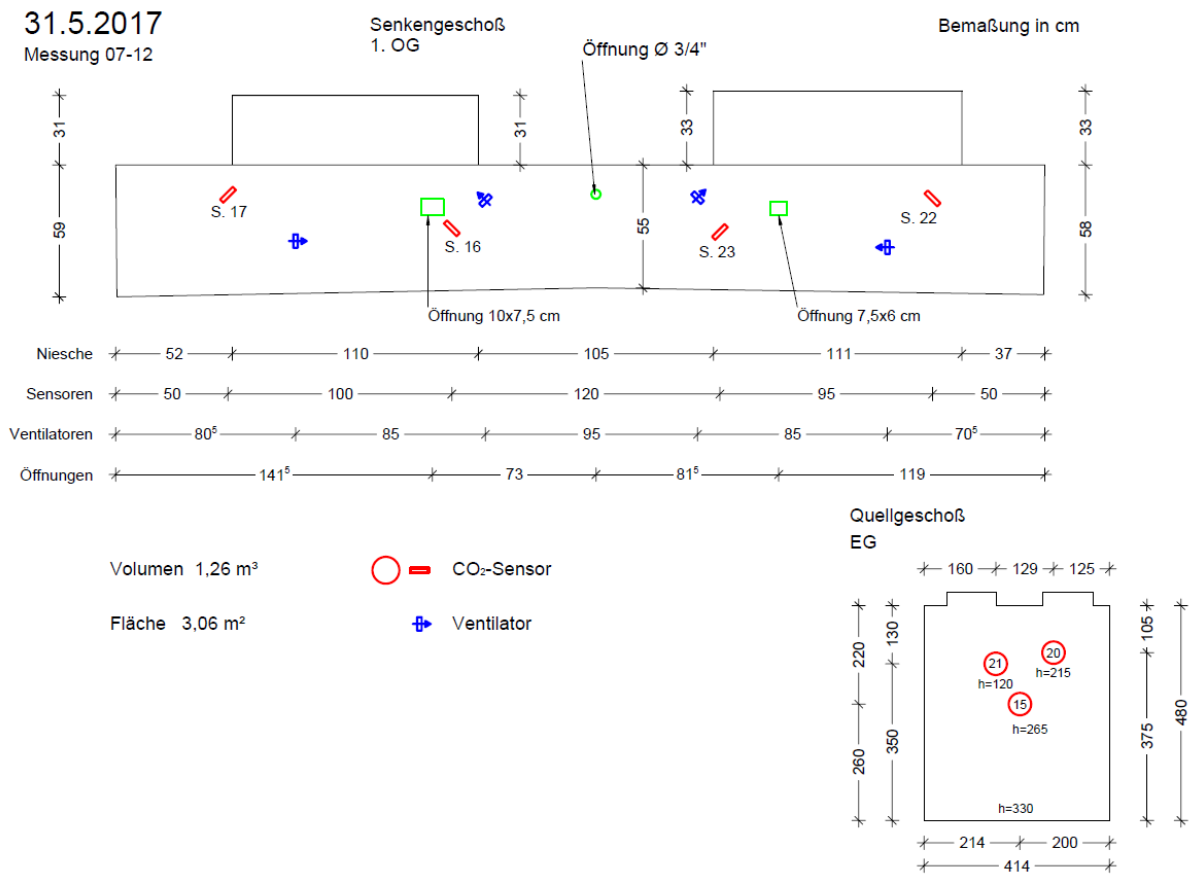 31.5.2017
Messung 07-12
Senkengeschoß
1. OG
Öffnung Ø 3/4"
Bemaßung in cm
31
31
33
33
S. 17
S. 16
S. 23
S. 22
59
55
58
Öffnung 10x7,5 cm
Öffnung 7,5x6 cm
Niesche 52 110 105 111 37
Sensoren 50 100 120 95 50
Ventilatoren 80⁵ 85 95 85 70⁵
Öffnungen 141⁵ 73 81⁵ 119
Quellgeschoß
EG
Volumen 1,26 m³
CO₂-Sensor
Fläche 3,06 m²
Ventilator
160 129 125
220
130
105
21
h=120
20
h=215
15
h=265
260
350
375
480
h=330
214 200
414